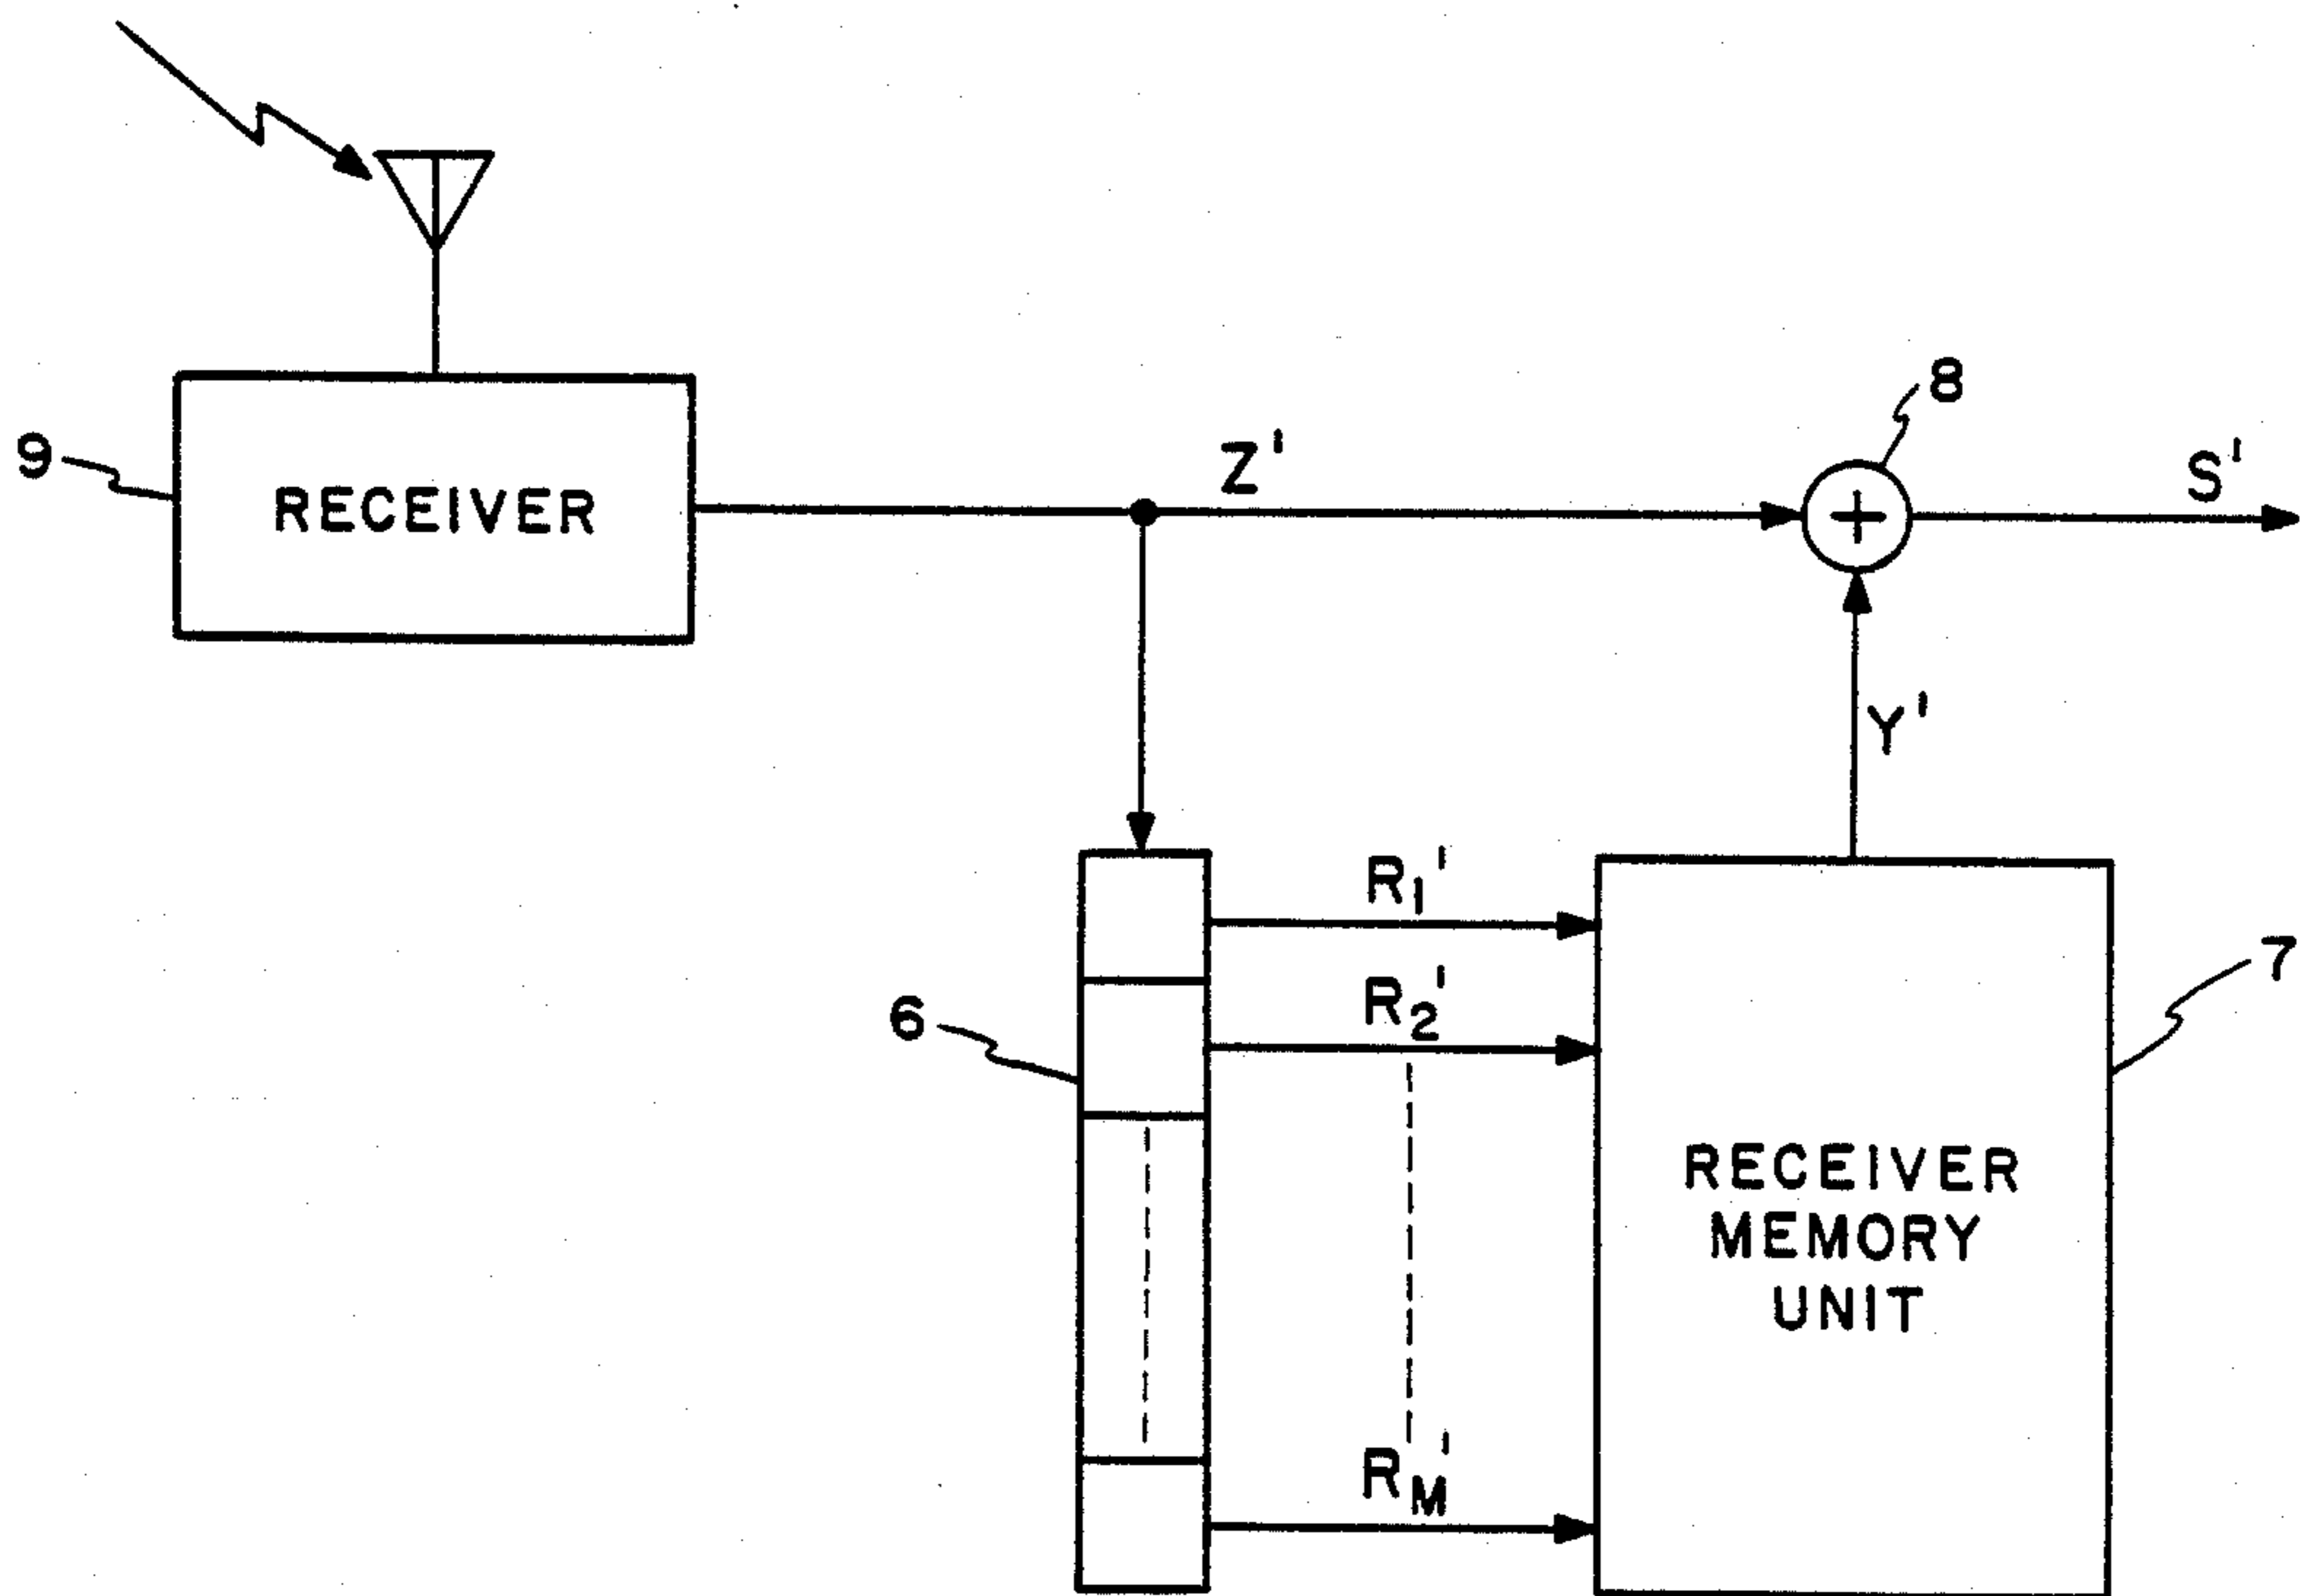 8
9
RECEIVER
Z'
S'
Y'
R1'
R2'
6
7
RECEIVER
MEMORY
UNIT
RM'